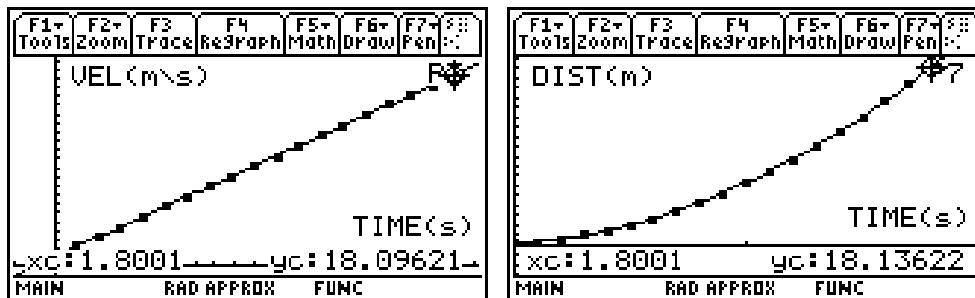 F1▾ F2▾ F3 F4 F5▾ F6▾ F7▾
Tools Zoom Trace ReGraph Math Draw Pen
VEL(m\s)
TIME(s)
xc:1.8001 yc:18.09621
MAIN RAD APPROX FUNC
F1▾ F2▾ F3 F4 F5▾ F6▾ F7▾
Tools Zoom Trace ReGraph Math Draw Pen
DIST(m)
7
TIME(s)
xc:1.8001 yc:18.13622
MAIN RAD APPROX FUNC